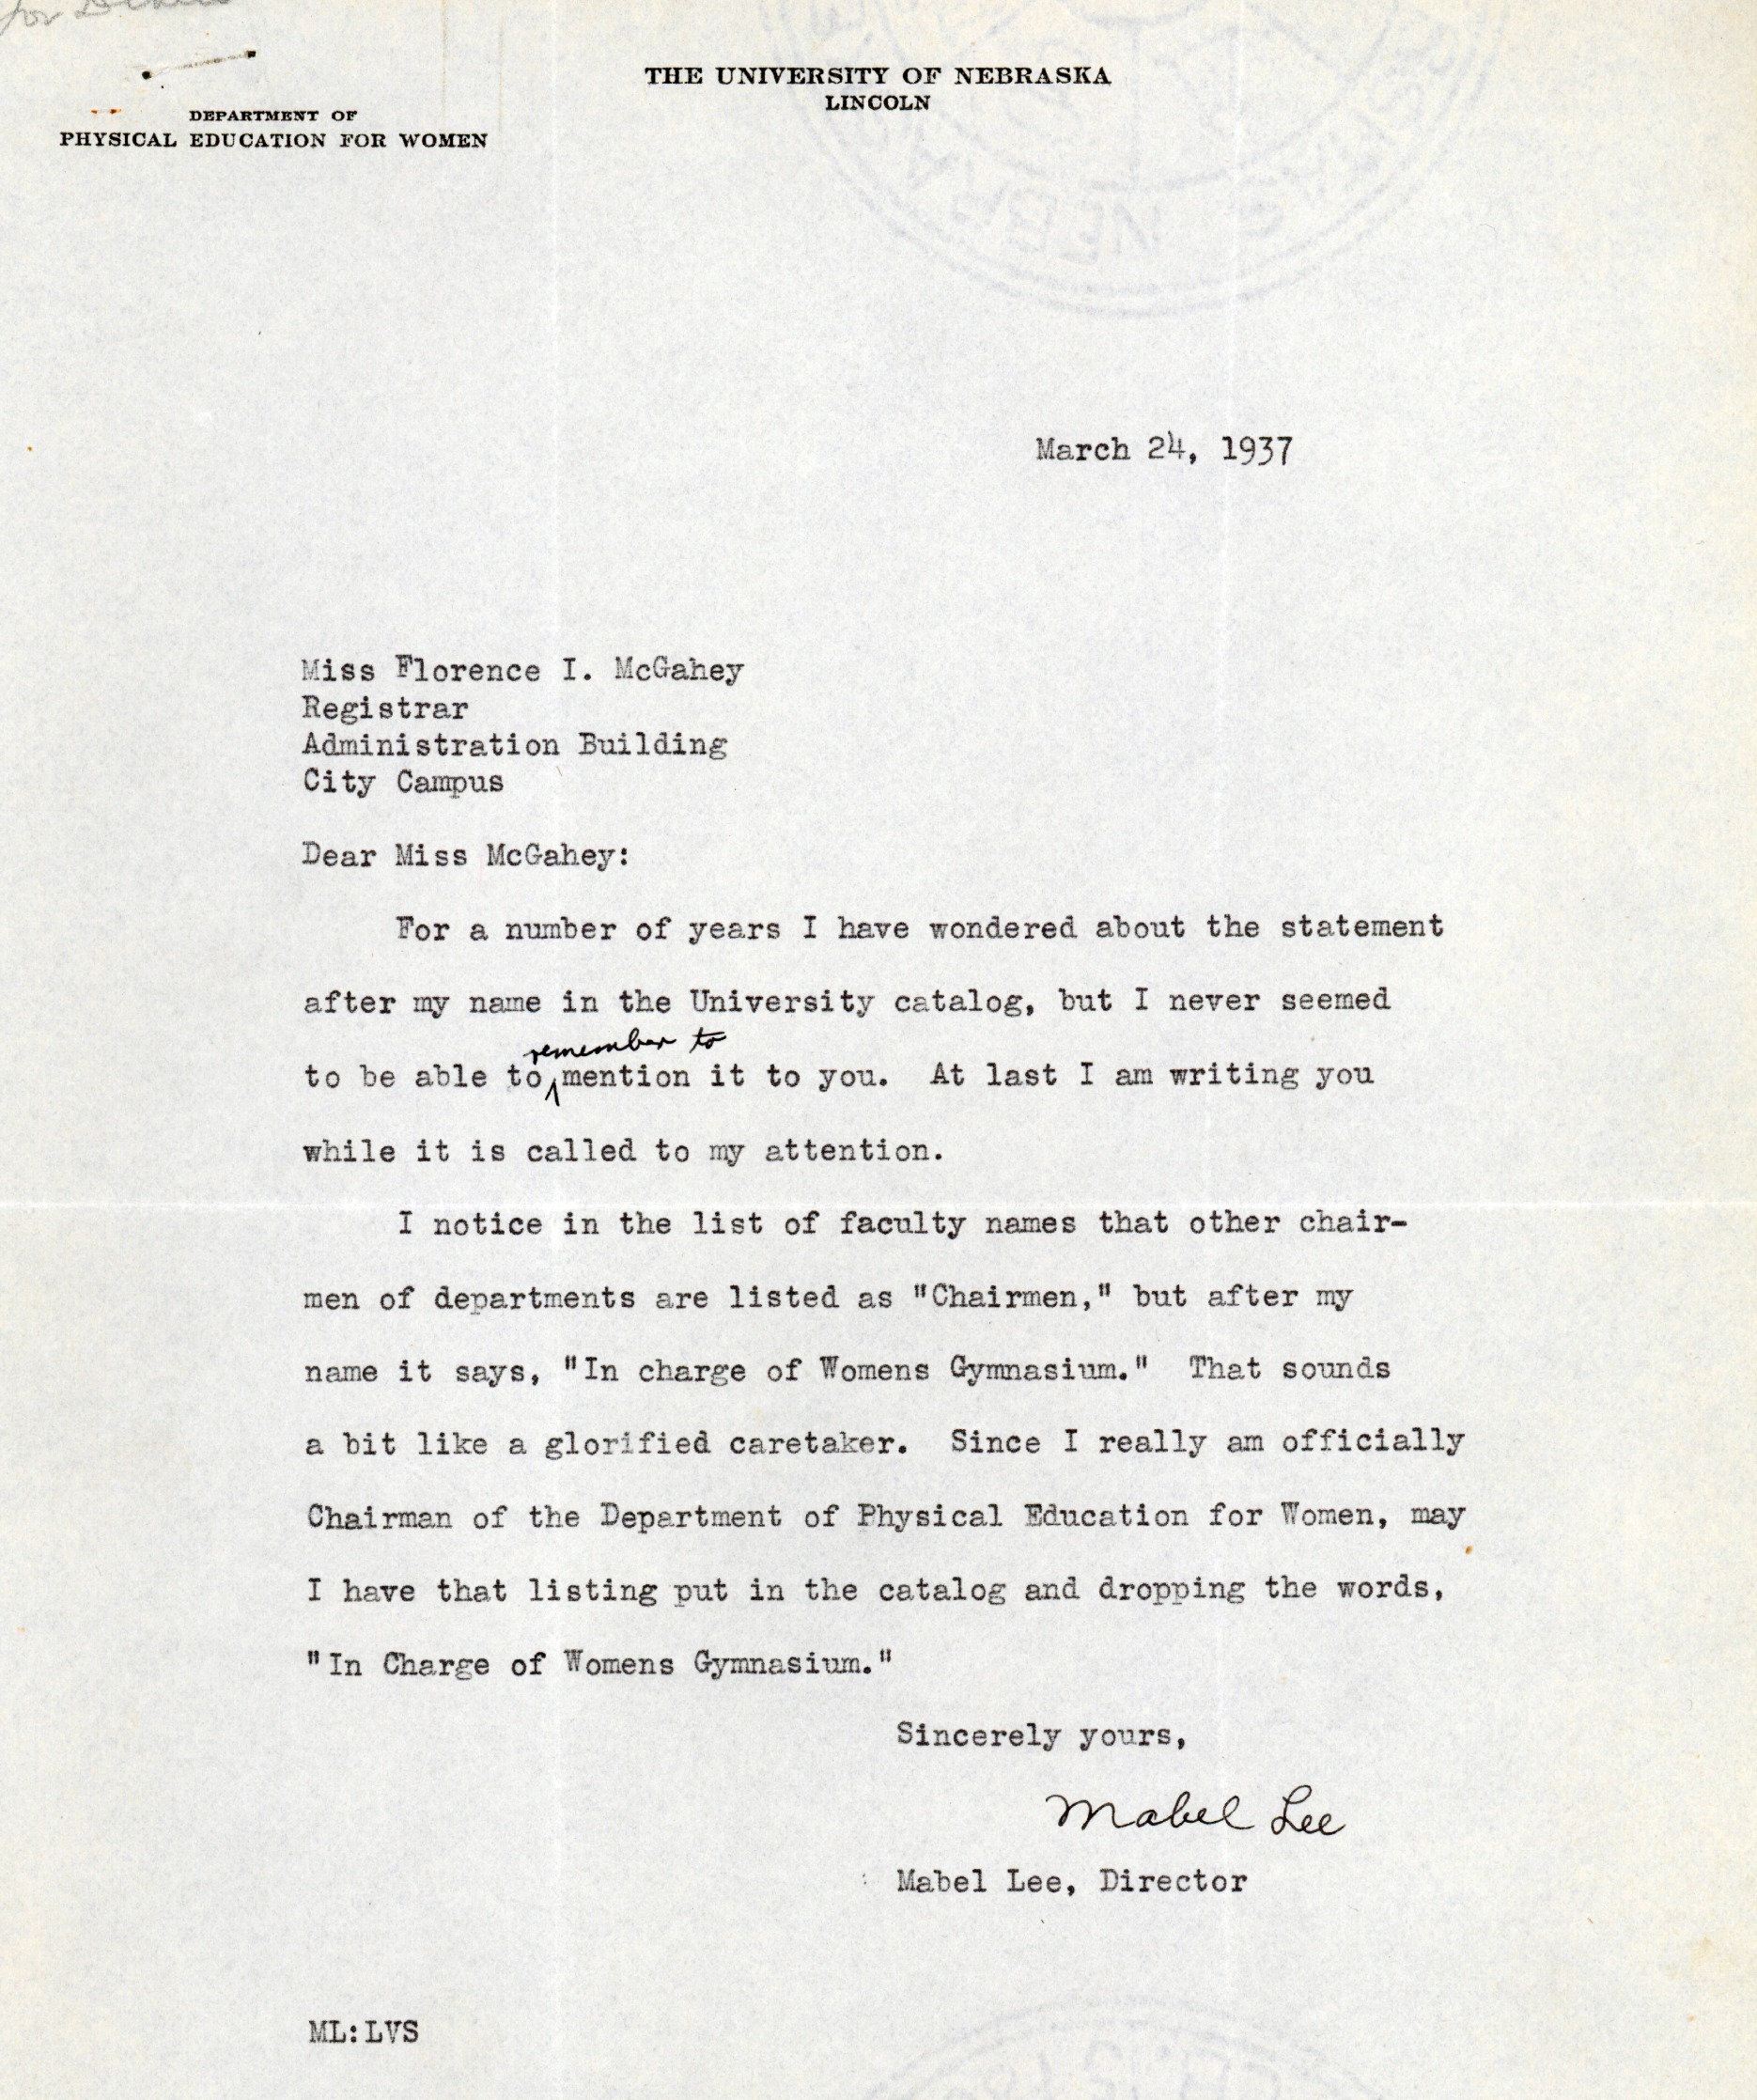 for
THE UNIVERSITY OF NEBRASKA
LINCOLN
DEPARTMENT OF
PHYSICAL EDUCATION FOR WOMEN
March 24, 1937
Miss Florence I. McGahey
Registrar
Administration Building
City Campus
Dear Miss McGahey:
For a number of years I have wondered about the statement
after my name in the University catalog, but I never seemed
remember to
to be able to mention it to you. At last I am writing you
while it is called to my attention.
I notice in the list of faculty names that other chair-
men of departments are listed as "Chairmen," but after my
name it says, "In charge of Womens Gymnasium." That sounds
a bit like a glorified caretaker. Since I really am officially
Chairman of the Department of Physical Education for Women, may
I have that listing put in the catalog and dropping the words,
"In Charge of Womens Gymnasium."
Sincerely yours,
Mabel Lee
Mabel Lee, Director
ML:LVS